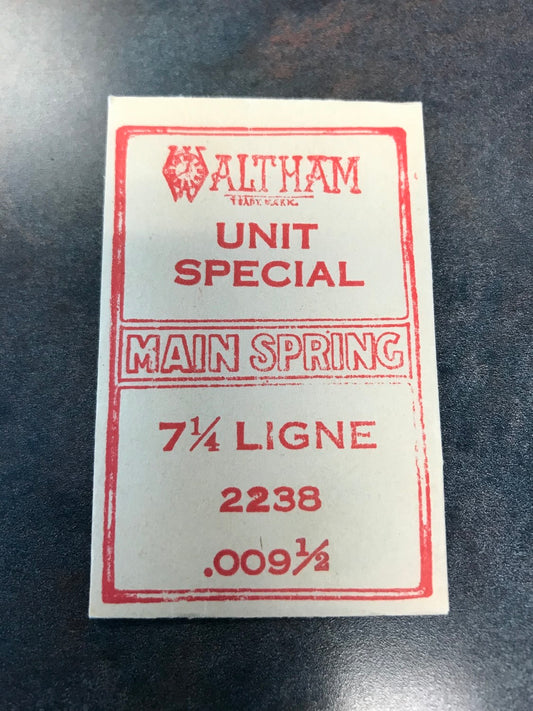 WALTHAM
TRADE MARK
UNIT
SPECIAL
MAIN SPRING
7¼ LIGNE
2238
.009½